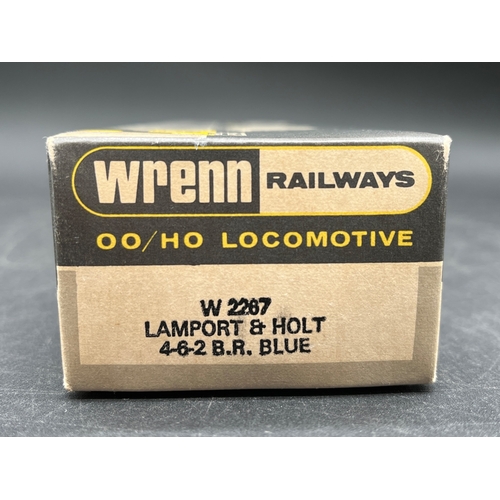 wrenn RAILWAYS
OO/HO LOCOMOTIVE
W 2267
LAMPORT & HOLT
4-6-2 B.R. BLUE